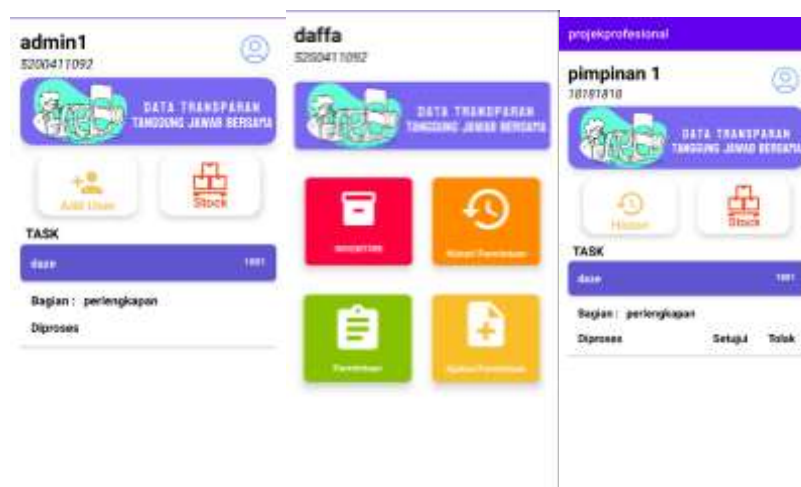 admin1
5200411092
DATA TRANSPARAN
TANGGUNG JAWAB BERSAMA
Add User
Stock
TASK
daze
1001
Bagian : perlengkapan
Diproses
daffa
5200411092
DATA TRANSPARAN
TANGGUNG JAWAB BERSAMA
Permintaan
projekprofesional
pimpinan 1
18181818
DATA TRANSPARAN
TANGGUNG JAWAB BERSAMA
History
Stock
TASK
daze
1001
Bagian : perlengkapan
Diproses
Setujui
Tolak